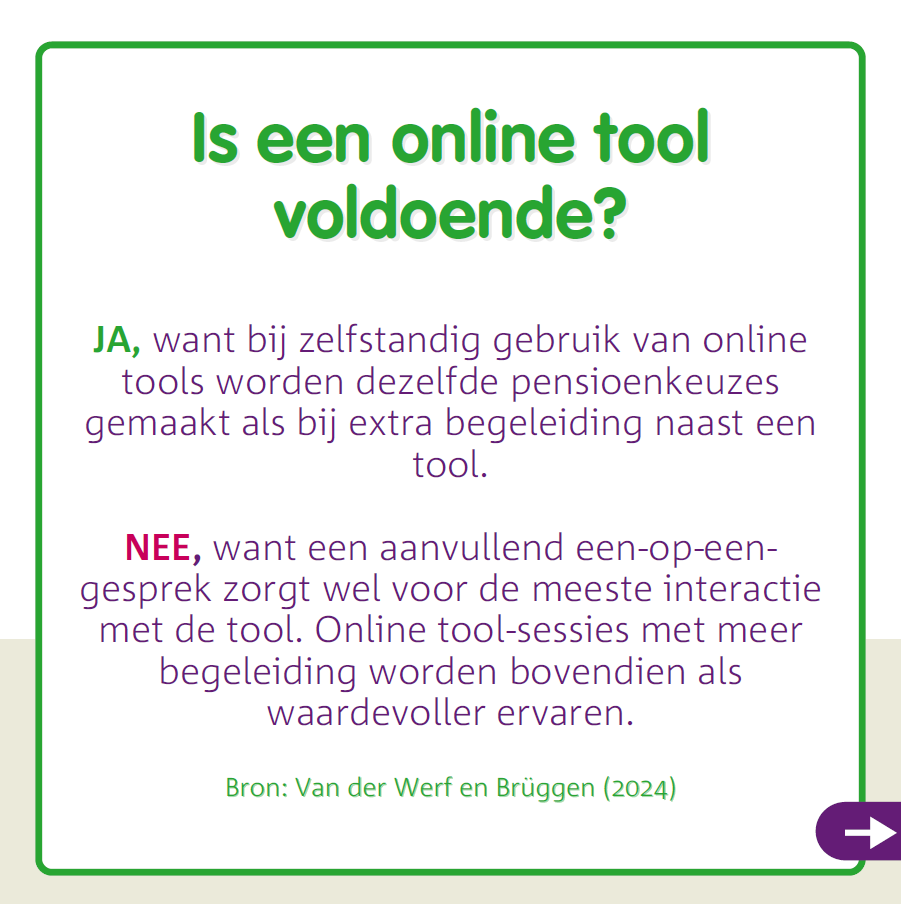 Is een online tool
voldoende?
JA, want bij zelfstandig gebruik van online
tools worden dezelfde pensioenkeuzes
gemaakt als bij extra begeleiding naast een
tool.
NEE, want een aanvullend een-op-een-
gesprek zorgt wel voor de meeste interactie
met de tool. Online tool-sessies met meer
begeleiding worden bovendien als
waardevoller ervaren.
Bron: Van der Werf en Brüggen (2024)